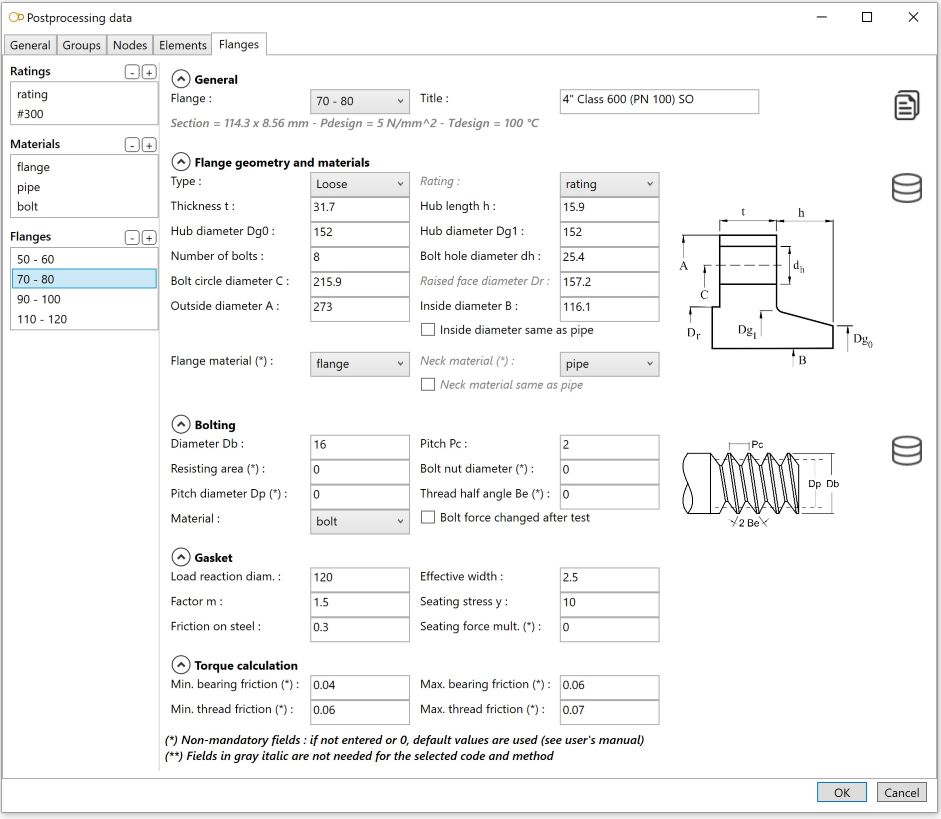 Postprocessing data
General Groups Nodes Elements Flanges
Ratings - +
rating
#300
Materials - +
flange
pipe
bolt
Flanges - +
50 - 60
70 - 80
90 - 100
110 - 120
General
Flange : 70 - 80 Title : 4" Class 600 (PN 100) SO
Section = 114.3 x 8.56 mm - Pdesign = 5 N/mm^2 - Tdesign = 100 °C
Flange geometry and materials
Type : Loose Rating : rating
Thickness t : 31.7 Hub length h : 15.9
Hub diameter Dg0 : 152 Hub diameter Dg1 : 152
Number of bolts : 8 Bolt hole diameter dh : 25.4
Bolt circle diameter C : 215.9 Raised face diameter Dr : 157.2
Outside diameter A : 273 Inside diameter B : 116.1
Inside diameter same as pipe
Flange material (*) : flange Neck material (*) : pipe
Neck material same as pipe
t h
A dh
C
Dr Dg1 Dg0
B
Bolting
Diameter Db : 16 Pitch Pc : 2
Resisting area (*) : 0 Bolt nut diameter (*) : 0
Pitch diameter Dp (*) : 0 Thread half angle Be (*) : 0
Material : bolt Bolt force changed after test
Pc
Dp Db
2 Be
Gasket
Load reaction diam. : 120 Effective width : 2.5
Factor m : 1.5 Seating stress y : 10
Friction on steel : 0.3 Seating force mult. (*) : 0
Torque calculation
Min. bearing friction (*) : 0.04 Max. bearing friction (*) : 0.06
Min. thread friction (*) : 0.06 Max. thread friction (*) : 0.07
(*) Non-mandatory fields : if not entered or 0, default values are used (see user's manual)
(**) Fields in gray italic are not needed for the selected code and method
OK Cancel